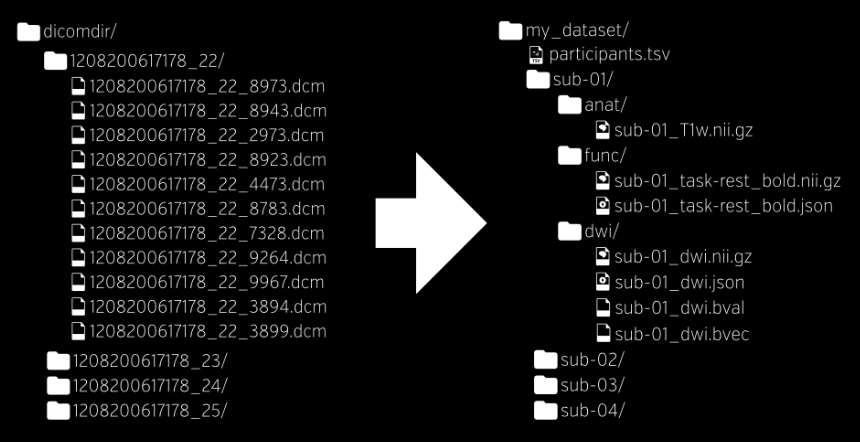 dicomdir/
1208200617178_22/
1208200617178_22_8973.dcm
1208200617178_22_8943.dcm
1208200617178_22_2973.dcm
1208200617178_22_8923.dcm
1208200617178_22_4473.dcm
1208200617178_22_8783.dcm
1208200617178_22_7328.dcm
1208200617178_22_9264.dcm
1208200617178_22_9967.dcm
1208200617178_22_3894.dcm
1208200617178_22_3899.dcm
1208200617178_23/
1208200617178_24/
1208200617178_25/
my_dataset/
participants.tsv
sub-01/
anat/
sub-01_T1w.nii.gz
func/
sub-01_task-rest_bold.nii.gz
sub-01_task-rest_bold.json
dwi/
sub-01_dwi.nii.gz
sub-01_dwi.json
sub-01_dwi.bval
sub-01_dwi.bvec
sub-02/
sub-03/
sub-04/